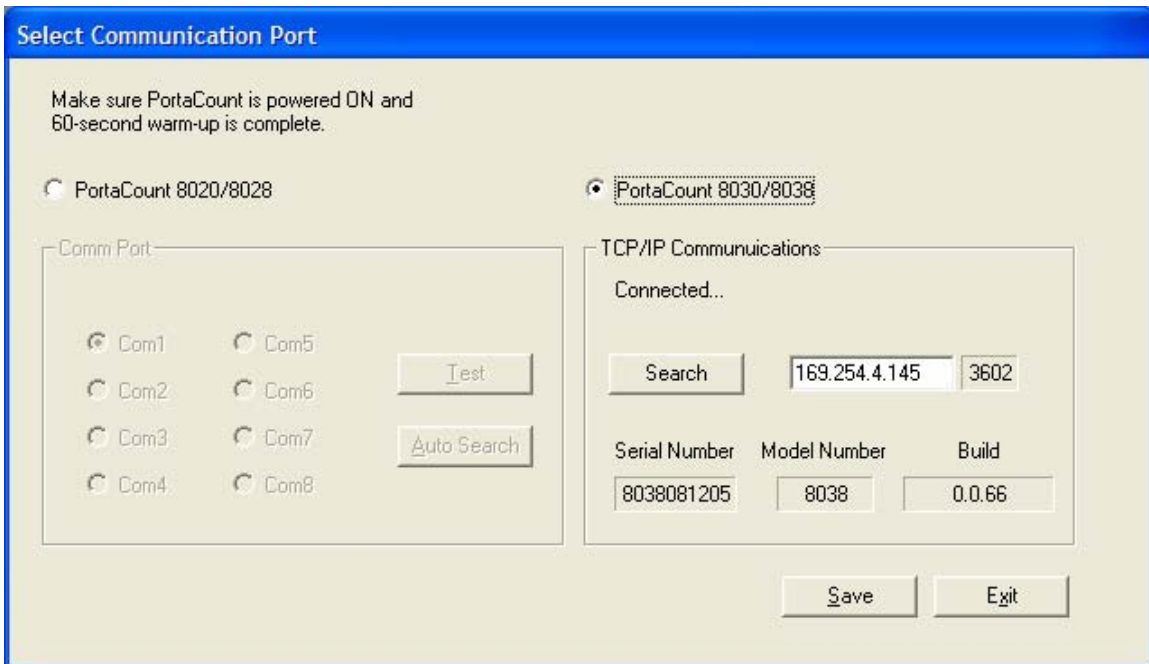 Select Communication Port
Make sure PortaCount is powered ON and
60-second warm-up is complete.
PortaCount 8020/8028
PortaCount 8030/8038
Comm Port
Com1
Com5
Com2
Com6
Com3
Com7
Com4
Com8
Test
Auto Search
TCP/IP Communuications
Connected...
Search
169.254.4.145
3602
Serial Number
Model Number
Build
8038081205
8038
0.0.66
Save
Exit